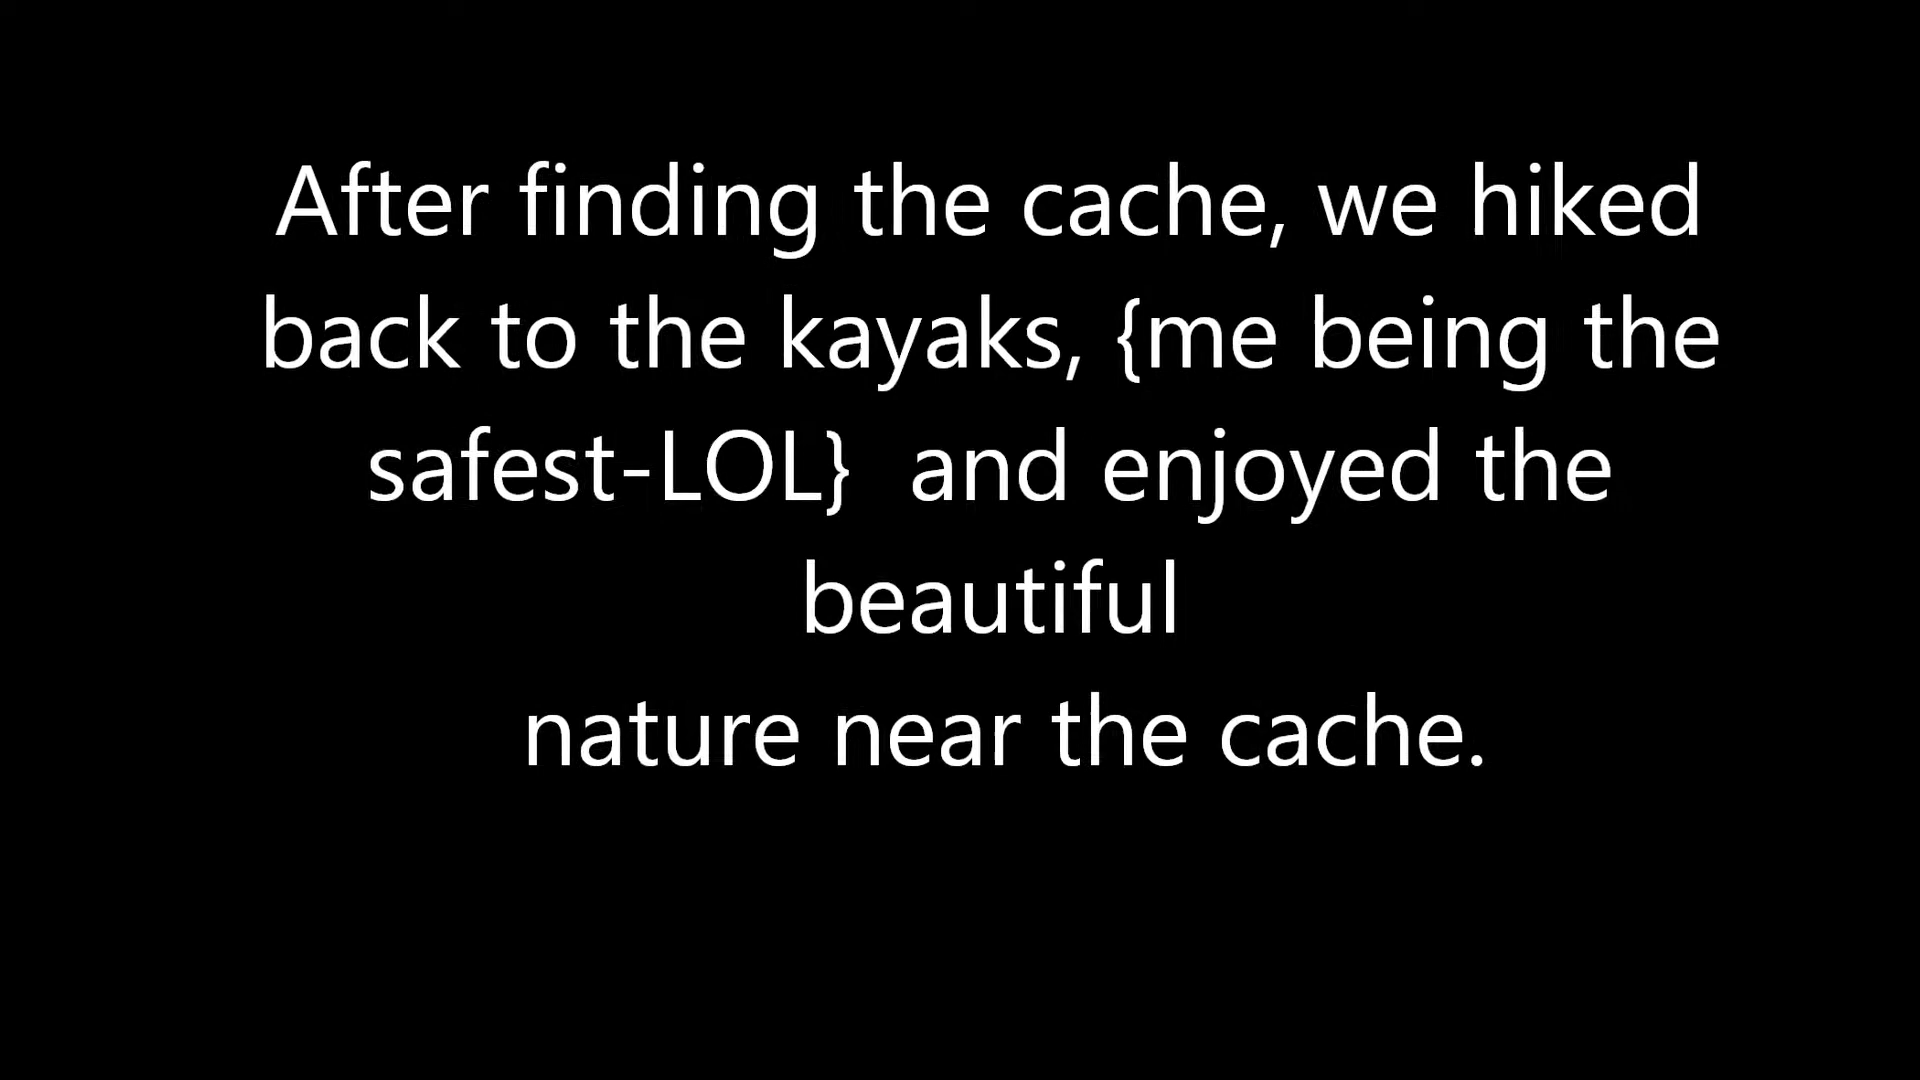 After finding the cache, we hiked
back to the kayaks, {me being the
safest-LOL}  and enjoyed the
beautiful
nature near the cache.